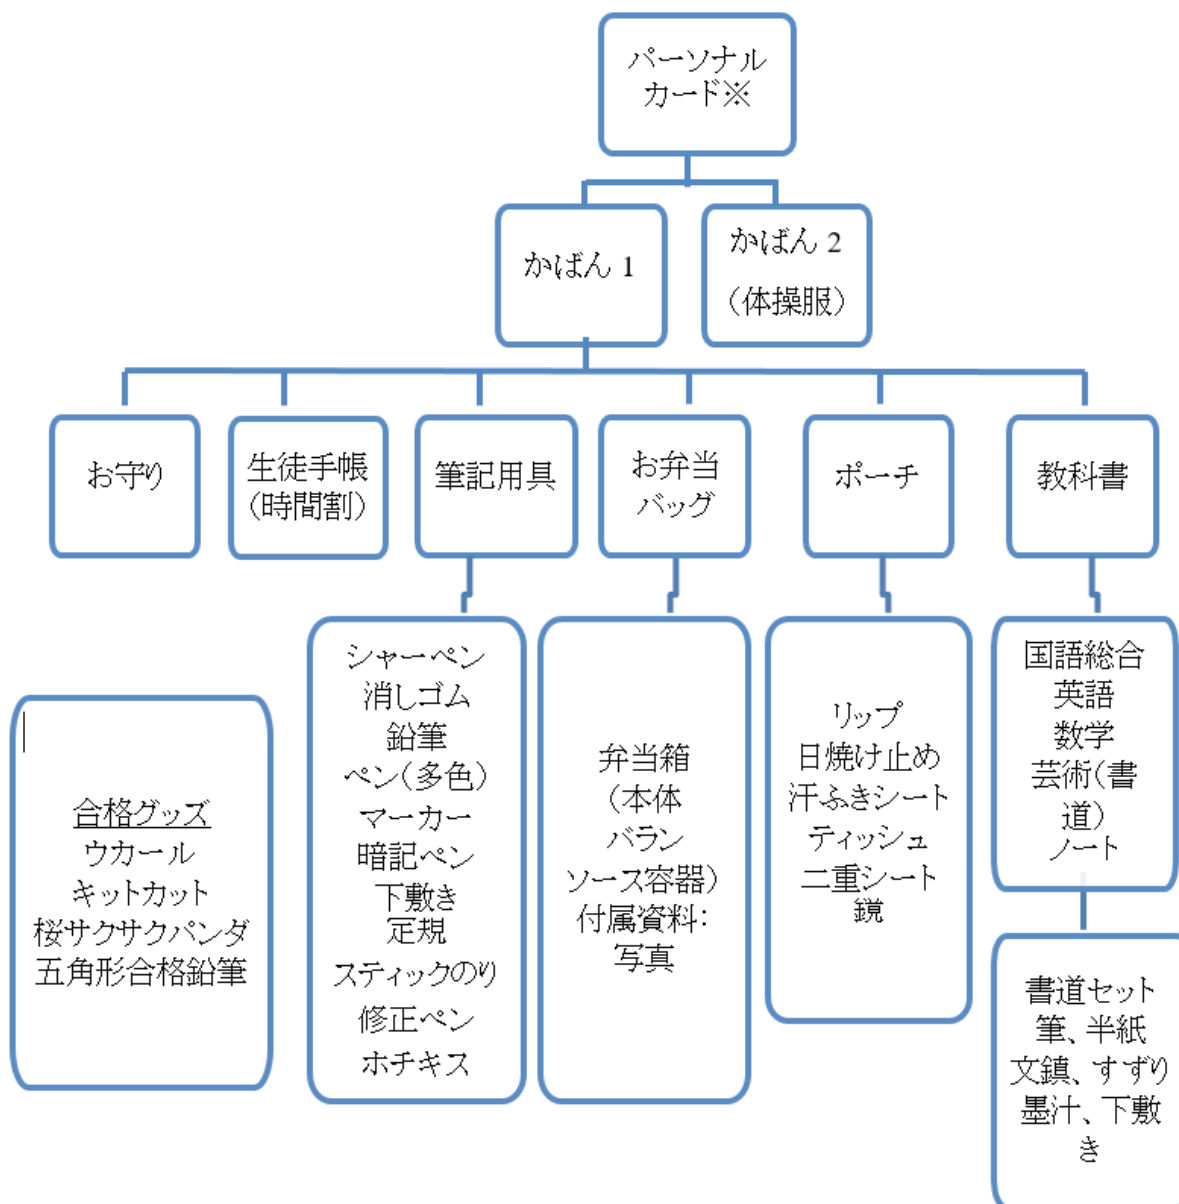 パーソナル
カード※
かばん 1
かばん 2
（体操服）
お守り
生徒手帳
（時間割）
筆記用具
お弁当
バッグ
ポーチ
教科書
合格グッズ
ウカール
キットカット
桜サクサクパンダ
五角形合格鉛筆
シャーペン
消しゴム
鉛筆
ペン（多色）
マーカー
暗記ペン
下敷き
定規
スティックのり
修正ペン
ホチキス
弁当箱
（本体
バラン
ソース容器）
付属資料：
写真
リップ
日焼け止め
汗ふきシート
ティッシュ
二重シート
鏡
国語総合
英語
数学
芸術（書
道）
ノート
書道セット
筆、半紙
文鎮、すずり
墨汁、下敷
き